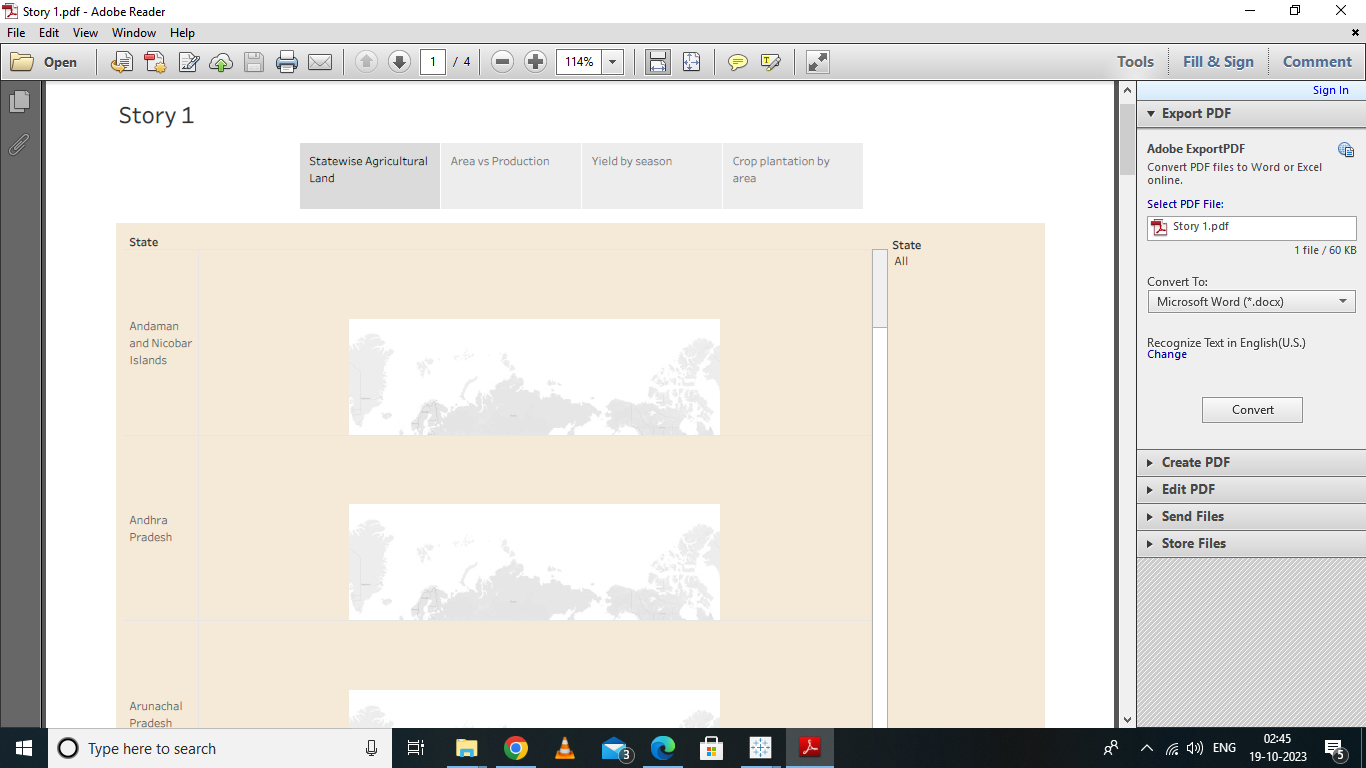 Story 1.pdf - Adobe Reader
File Edit View Window Help
Open
1 / 4
114%
Tools
Fill & Sign
Comment
Sign In
Story 1
Statewise Agricultural
Land
Area vs Production
Yield by season
Crop plantation by
area
State
State
All
Andaman
and Nicobar
Islands
Andhra
Pradesh
Arunachal
Pradesh
Export PDF
Adobe ExportPDF
Convert PDF files to Word or Excel
online.
Select PDF File:
Story 1.pdf
1 file / 60 KB
Convert To:
Microsoft Word (*.docx)
Recognize Text in English(U.S.)
Change
Convert
Create PDF
Edit PDF
Send Files
Store Files
Type here to search
3
ENG
02:45
19-10-2023
5